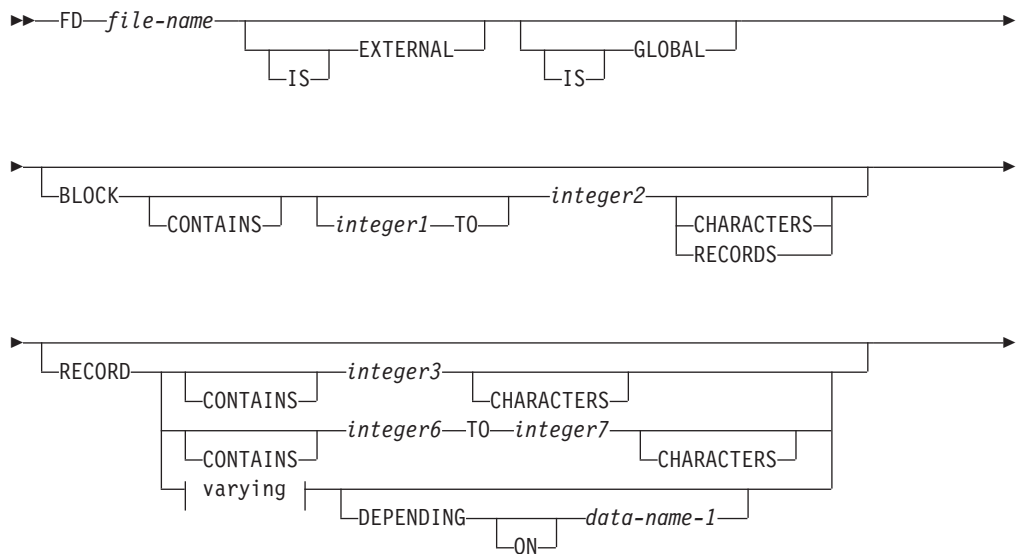 FD file-name EXTERNAL GLOBAL
IS IS
BLOCK integer2
CONTAINS integer1 TO CHARACTERS
RECORDS
RECORD integer3
CONTAINS CHARACTERS
integer6 TO integer7
CONTAINS CHARACTERS
varying
DEPENDING data-name-1
ON